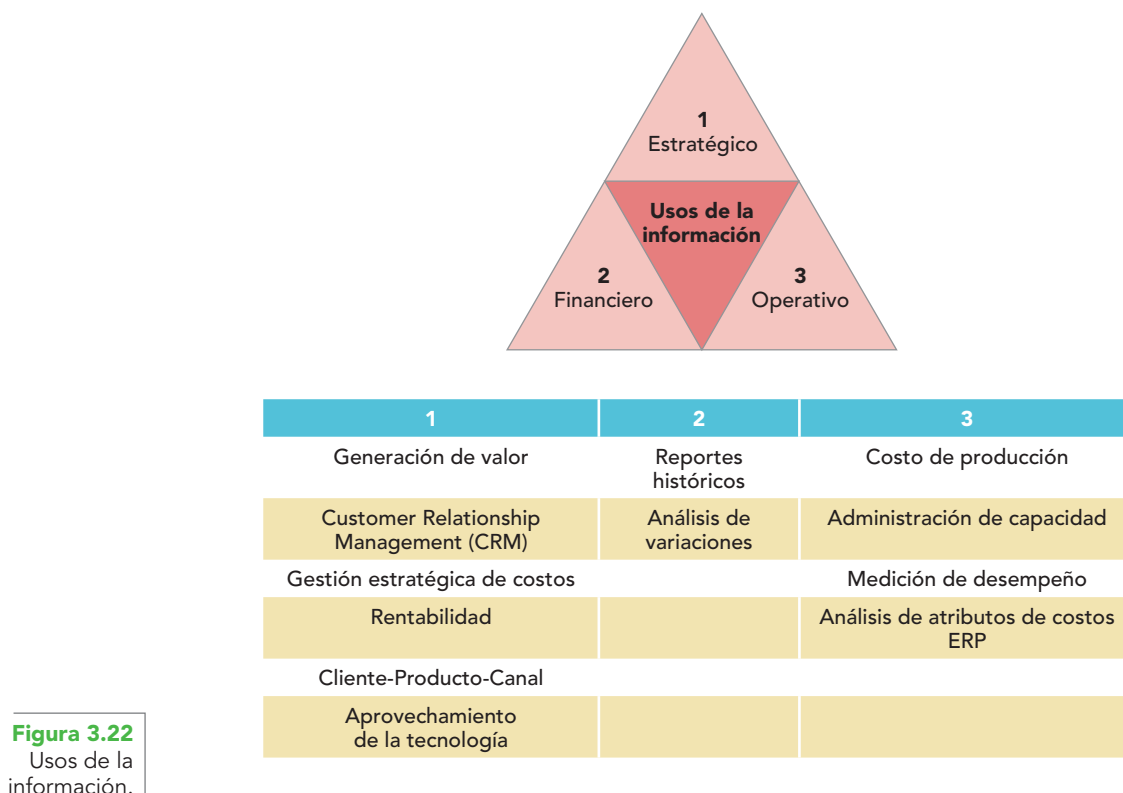 1
Estratégico
Usos de la
información
2
Financiero
3
Operativo
1
2
3
Generación de valor
Reportes
históricos
Costo de producción
Customer Relationship
Management (CRM)
Análisis de
variaciones
Administración de capacidad
Gestión estratégica de costos
Medición de desempeño
Rentabilidad
Análisis de atributos de costos
ERP
Cliente-Producto-Canal
Aprovechamiento
de la tecnología
Figura 3.22
Usos de la
información.